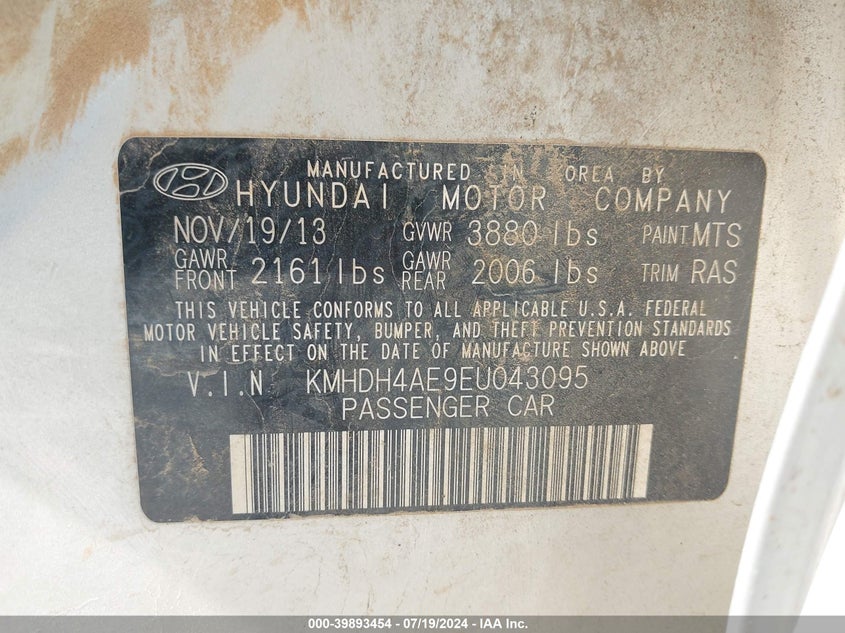 MANUFACTURED IN OREA BY
HYUNDAI MOTOR COMPANY
NOV/19/13 GVWR 3880 lbs PAINT MTS
GAWR FRONT 2161 lbs GAWR REAR 2006 lbs TRIM RAS
THIS VEHICLE CONFORMS TO ALL APPLICABLE U.S.A. FEDERAL
MOTOR VEHICLE SAFETY, BUMPER, AND THEFT PREVENTION STANDARDS
IN EFFECT ON THE DATE OF MANUFACTURE SHOWN ABOVE
V.I.N KMHDH4AE9EU043095
PASSENGER CAR
000-39893454 - 07/19/2024 - IAA Inc.